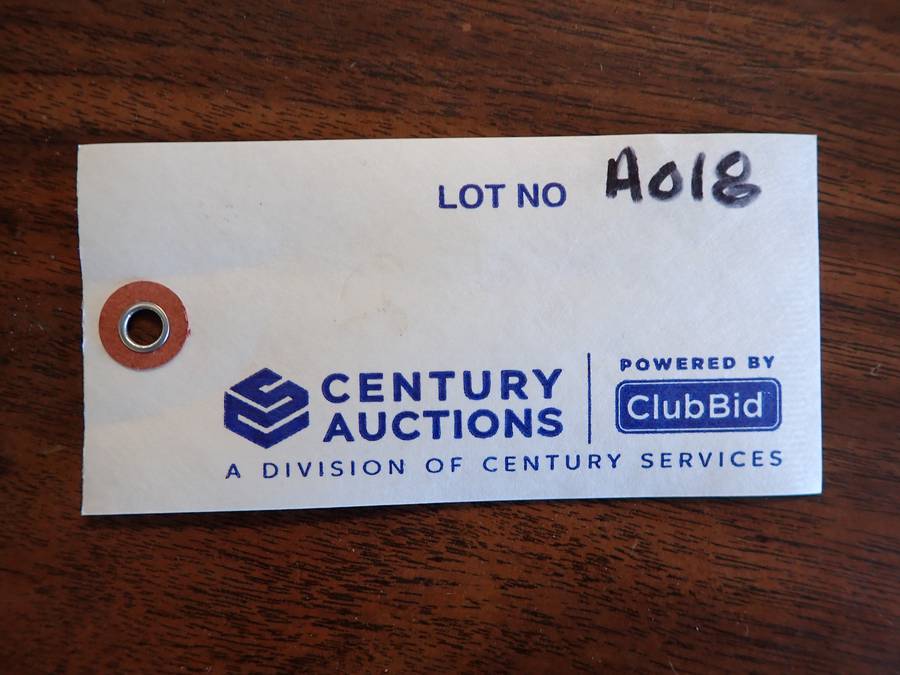 LOT NO A018
CENTURY
AUCTIONS
POWERED BY
ClubBid
A DIVISION OF CENTURY SERVICES